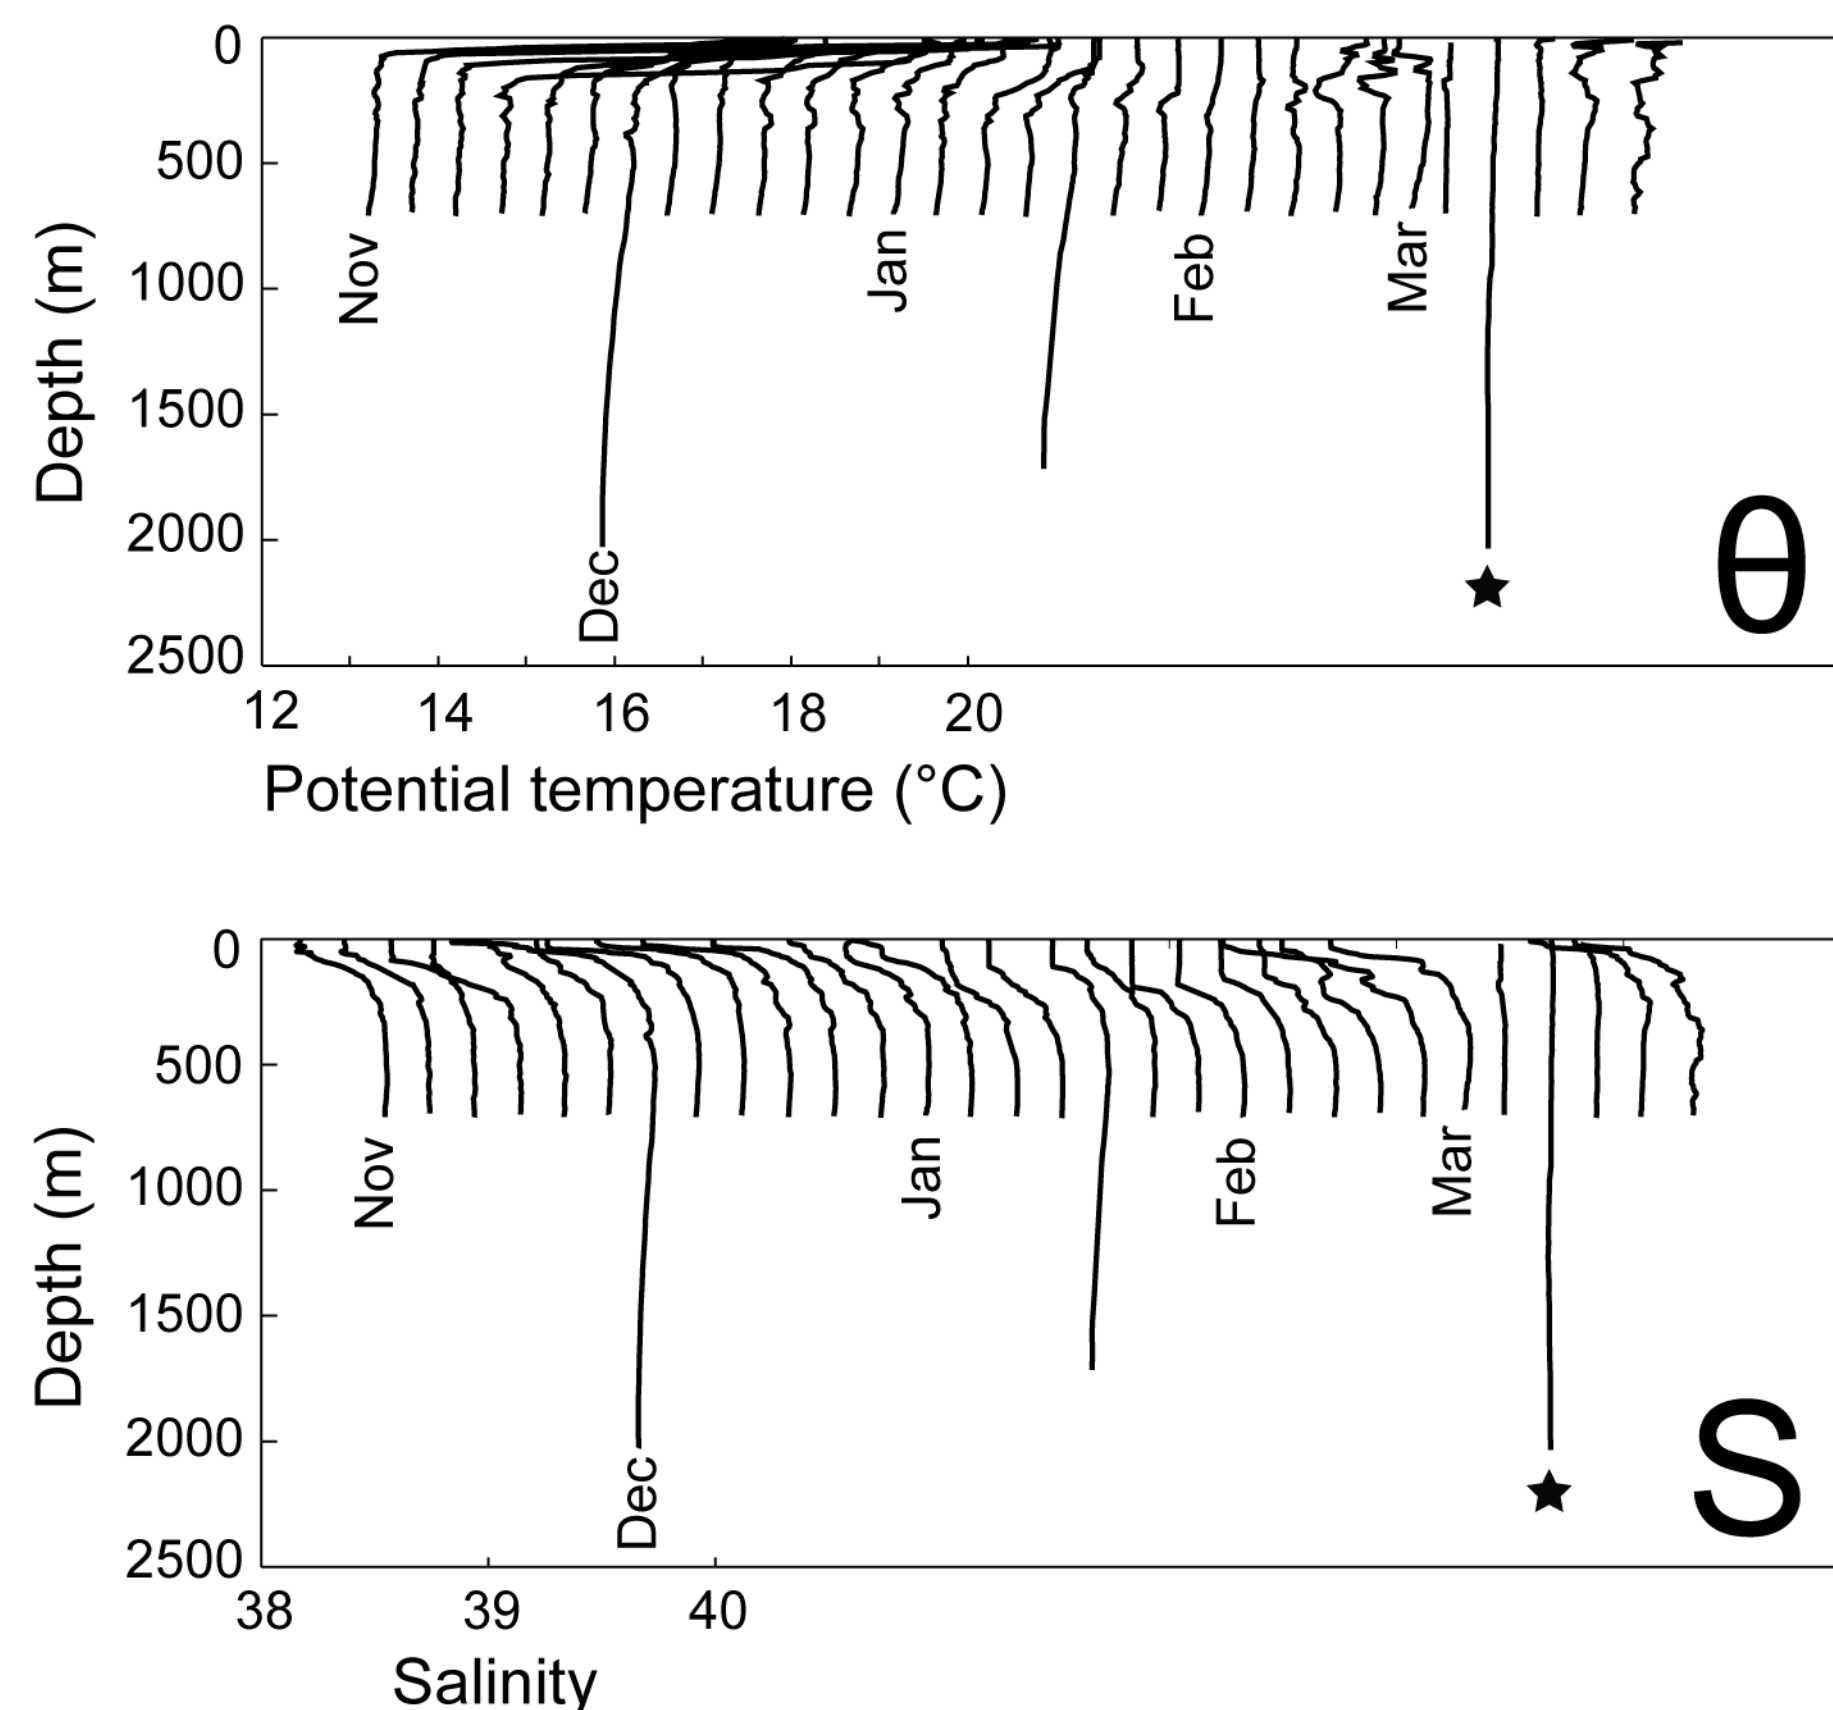 0
500
1000
1500
2000
2500
Depth (m)
Nov
Dec
Jan
Feb
Mar
★
θ
12 14 16 18 20
Potential temperature (°C)
0
500
1000
1500
2000
2500
Depth (m)
Nov
Dec
Jan
Feb
Mar
★
S
38 39 40
Salinity